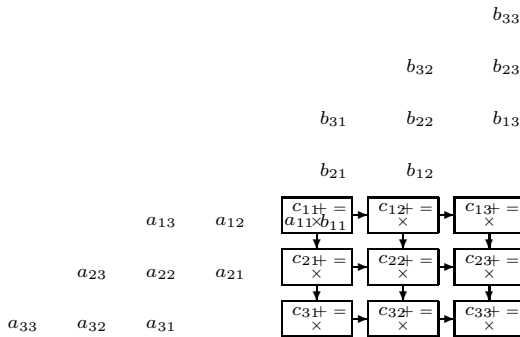 b₃₃
b₃₂ b₂₃
b₃₁ b₂₂ b₁₃
b₂₁ b₁₂
c₁₁+ = c₁₂+ = c₁₃+ =
a₁₃ a₁₂ a₁₁ × b₁₁ × ×
c₂₁+ = c₂₂+ = c₂₃+ =
a₂₃ a₂₂ a₂₁ × × ×
c₃₁+ = c₃₂+ = c₃₃+ =
a₃₃ a₃₂ a₃₁ × × ×